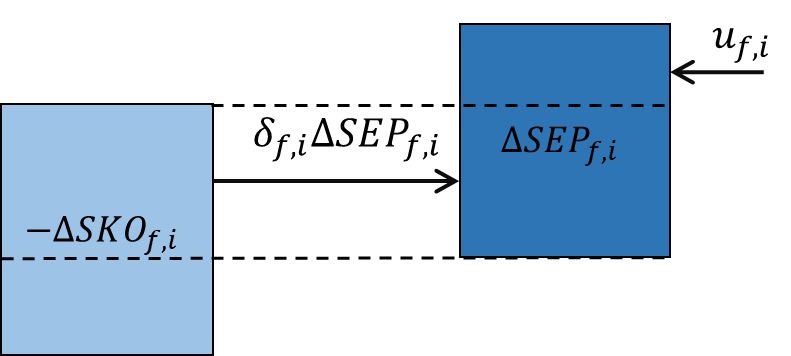 u_{f,i}
δ_{f,i}ΔSEP_{f,i}
ΔSEP_{f,i}
−ΔSKO_{f,i}